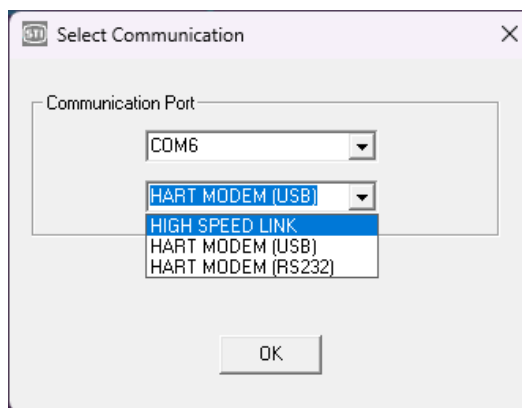 STI
Select Communication
Communication Port
COM6
HART MODEM (USB)
HIGH SPEED LINK
HART MODEM (USB)
HART MODEM (RS232)
OK